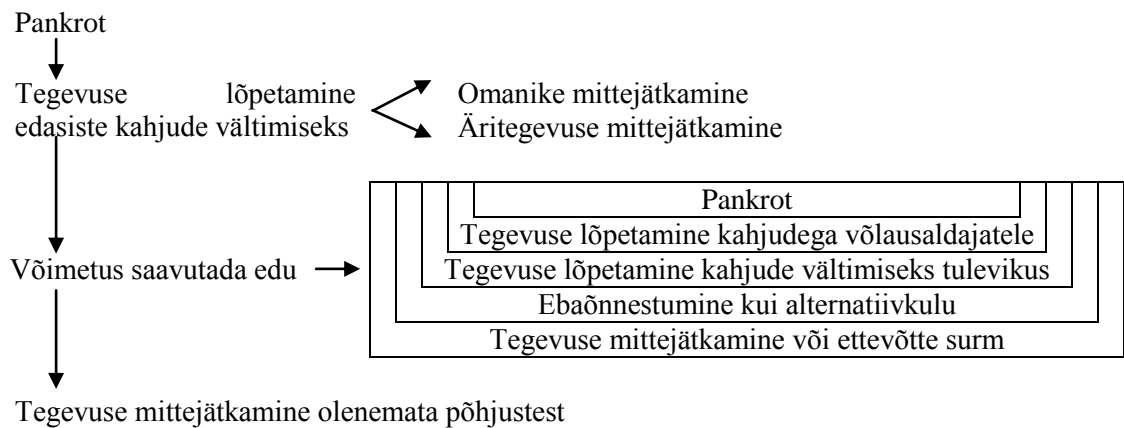 Pankrot
Tegevuse lõpetamine
edasiste kahjude vältimiseks
Omanike mittejätkamine
Äritegevuse mittejätkamine
Võimetus saavutada edu
Pankrot
Tegevuse lõpetamine kahjudega võlausaldajatele
Tegevuse lõpetamine kahjude vältimiseks tulevikus
Ebaõnnestumine kui alternatiivkulu
Tegevuse mittejätkamine või ettevõtte surm
Tegevuse mittejätkamine olenemata põhjustest